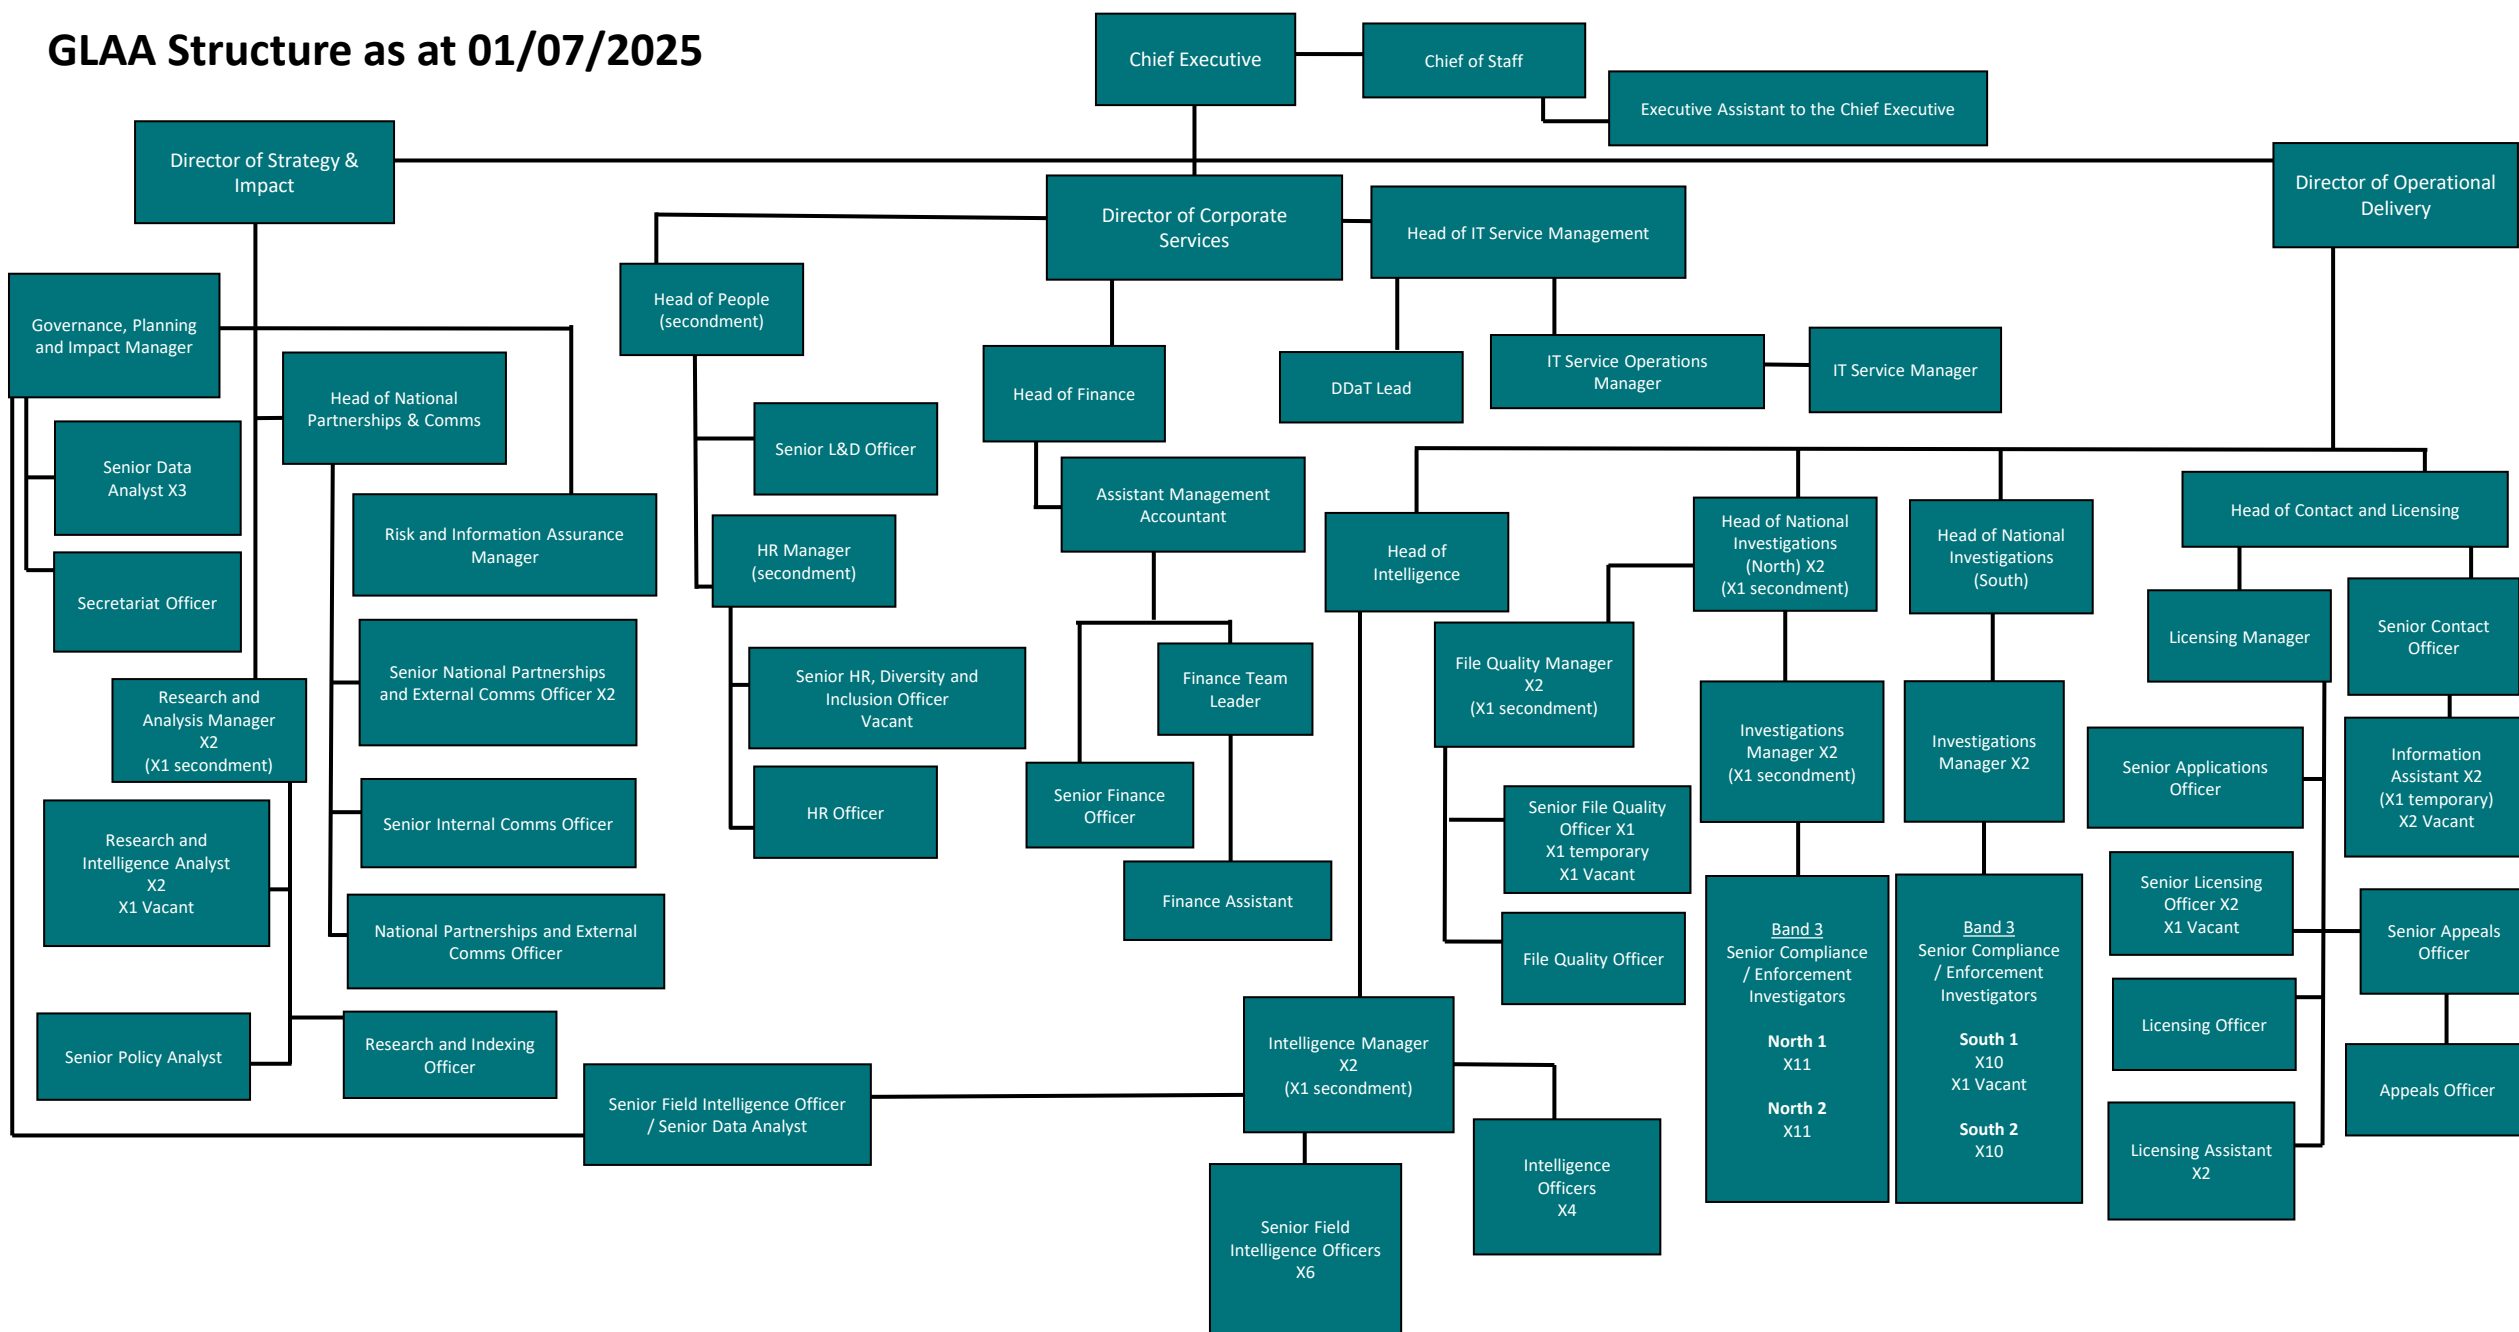 GLAA Structure as at 01/07/2025
Chief Executive
Chief of Staff
Executive Assistant to the Chief Executive
Director of Strategy &
Impact
Director of Corporate
Services
Head of IT Service Management
Director of Operational
Delivery
Governance, Planning
and Impact Manager
Head of National
Partnerships & Comms
Senior Data
Analyst X3
Secretariat Officer
Risk and Information Assurance
Manager
Senior National Partnerships
and External Comms Officer X2
Senior Internal Comms Officer
National Partnerships and External
Comms Officer
Research and
Analysis Manager
X2
(X1 secondment)
Research and
Intelligence Analyst
X2
X1 Vacant
Senior Policy Analyst
Research and Indexing
Officer
Head of People
(secondment)
Senior L&D Officer
HR Manager
(secondment)
Senior HR, Diversity and
Inclusion Officer
Vacant
HR Officer
Head of Finance
Assistant Management
Accountant
Finance Team
Leader
Senior Finance
Officer
Finance Assistant
DDaT Lead
IT Service Operations
Manager
IT Service Manager
Head of
Intelligence
Head of National
Investigations
(North) X2
(X1 secondment)
Head of National
Investigations
(South)
Head of Contact and Licensing
File Quality Manager
X2
(X1 secondment)
Senior File Quality
Officer X1
X1 temporary
X1 Vacant
File Quality Officer
Investigations
Manager X2
(X1 secondment)
Investigations
Manager X2
Band 3
Senior Compliance
/ Enforcement
Investigators
North 1
X11
North 2
X11
Band 3
Senior Compliance
/ Enforcement
Investigators
South 1
X10
X1 Vacant
South 2
X10
Licensing Manager
Senior Contact
Officer
Senior Applications
Officer
Information
Assistant X2
(X1 temporary)
X2 Vacant
Senior Licensing
Officer X2
X1 Vacant
Senior Appeals
Officer
Licensing Officer
Appeals Officer
Licensing Assistant
X2
Senior Field Intelligence Officer
/ Senior Data Analyst
Intelligence Manager
X2
(X1 secondment)
Intelligence
Officers
X4
Senior Field
Intelligence Officers
X6